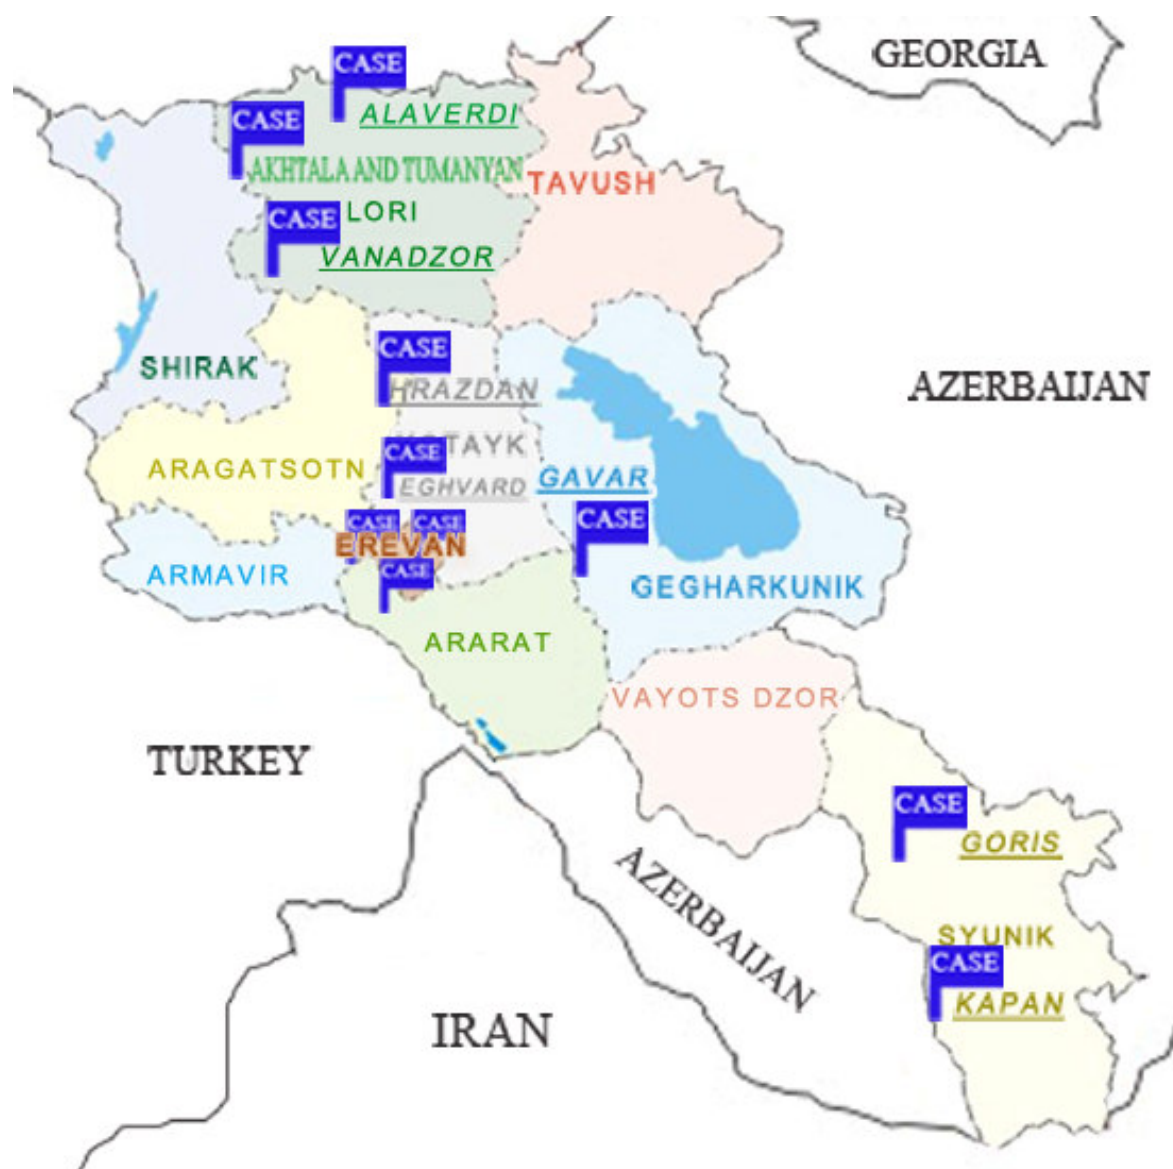 GEORGIA
CASE
ALAVERDI
CASE
AKHTALA AND TUMANYAN
TAVUSH
CASE
LORI
VANADZOR
CASE
SHIRAK
HRAZDAN
AZERBAIJAN
CASE
ARAGATSOTN
EGHVARD
GAVAR
CASE
CASE
CASE
EREVAN
CASE
ARMAVIR
GEGHARKUNIK
ARARAT
VAYOTS DZOR
TURKEY
CASE
GORIS
AZERBAIJAN
SYUNIK
CASE
KAPAN
IRAN